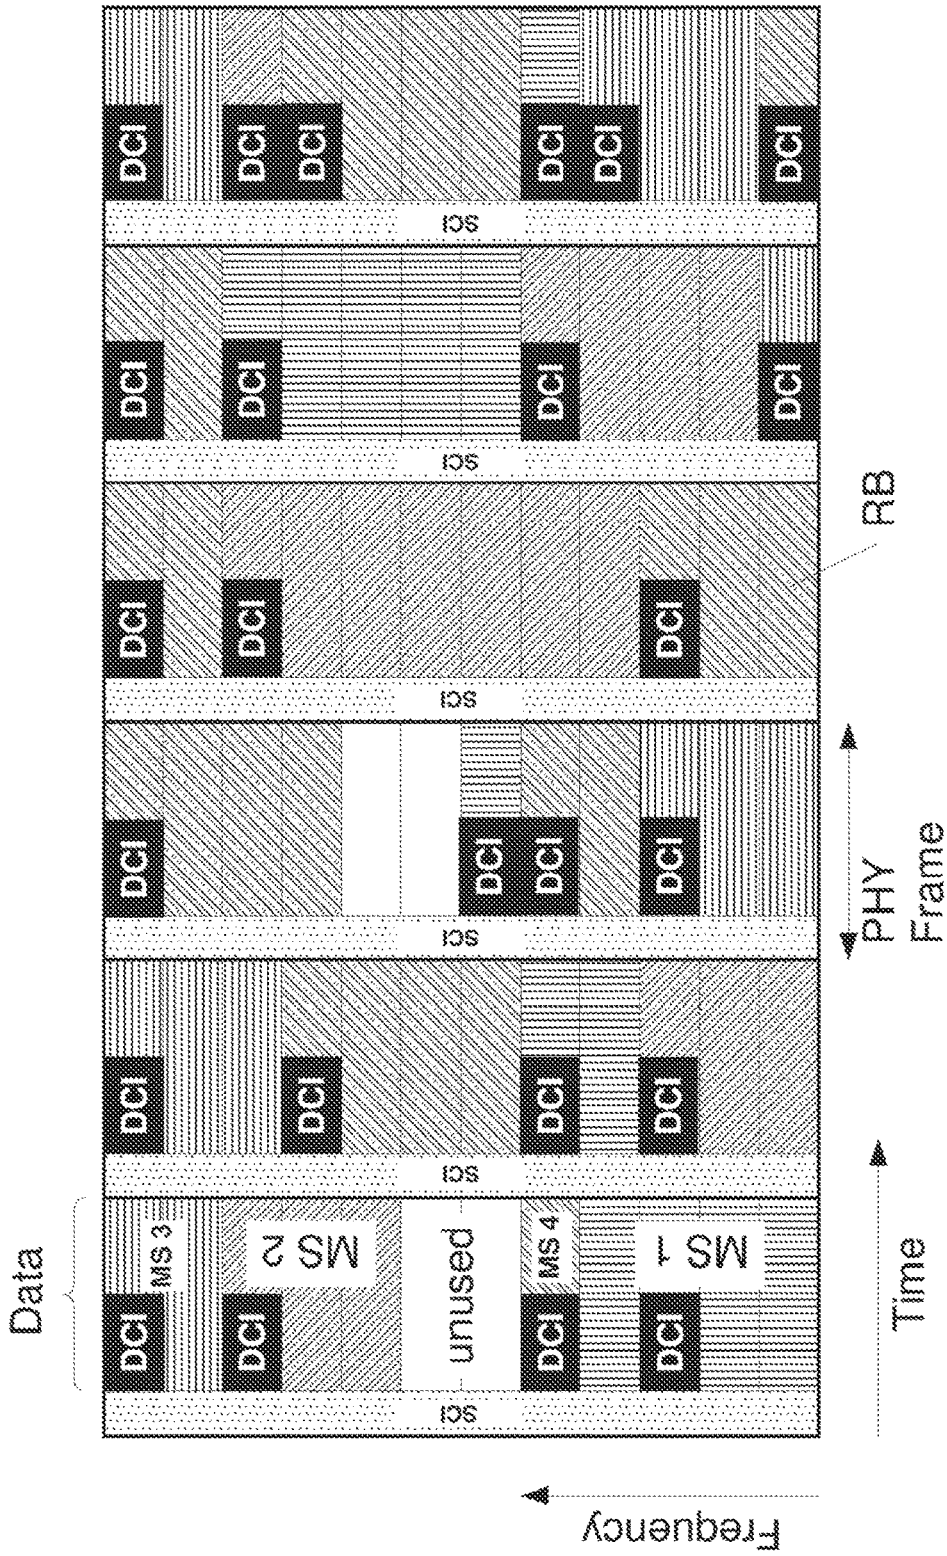 Data
Frequency
SCI
DCI
MS 3
DCI
MS 2
unused
DCI
MS 4
DCI
MS 1
SCI
DCI
DCI
DCI
DCI
SCI
DCI
DCI
DCI
DCI
SCI
DCI
DCI
DCI
SCI
DCI
DCI
DCI
DCI
SCI
DCI
DCI
DCI
DCI
DCI
DCI
Time
PHY
Frame
RB